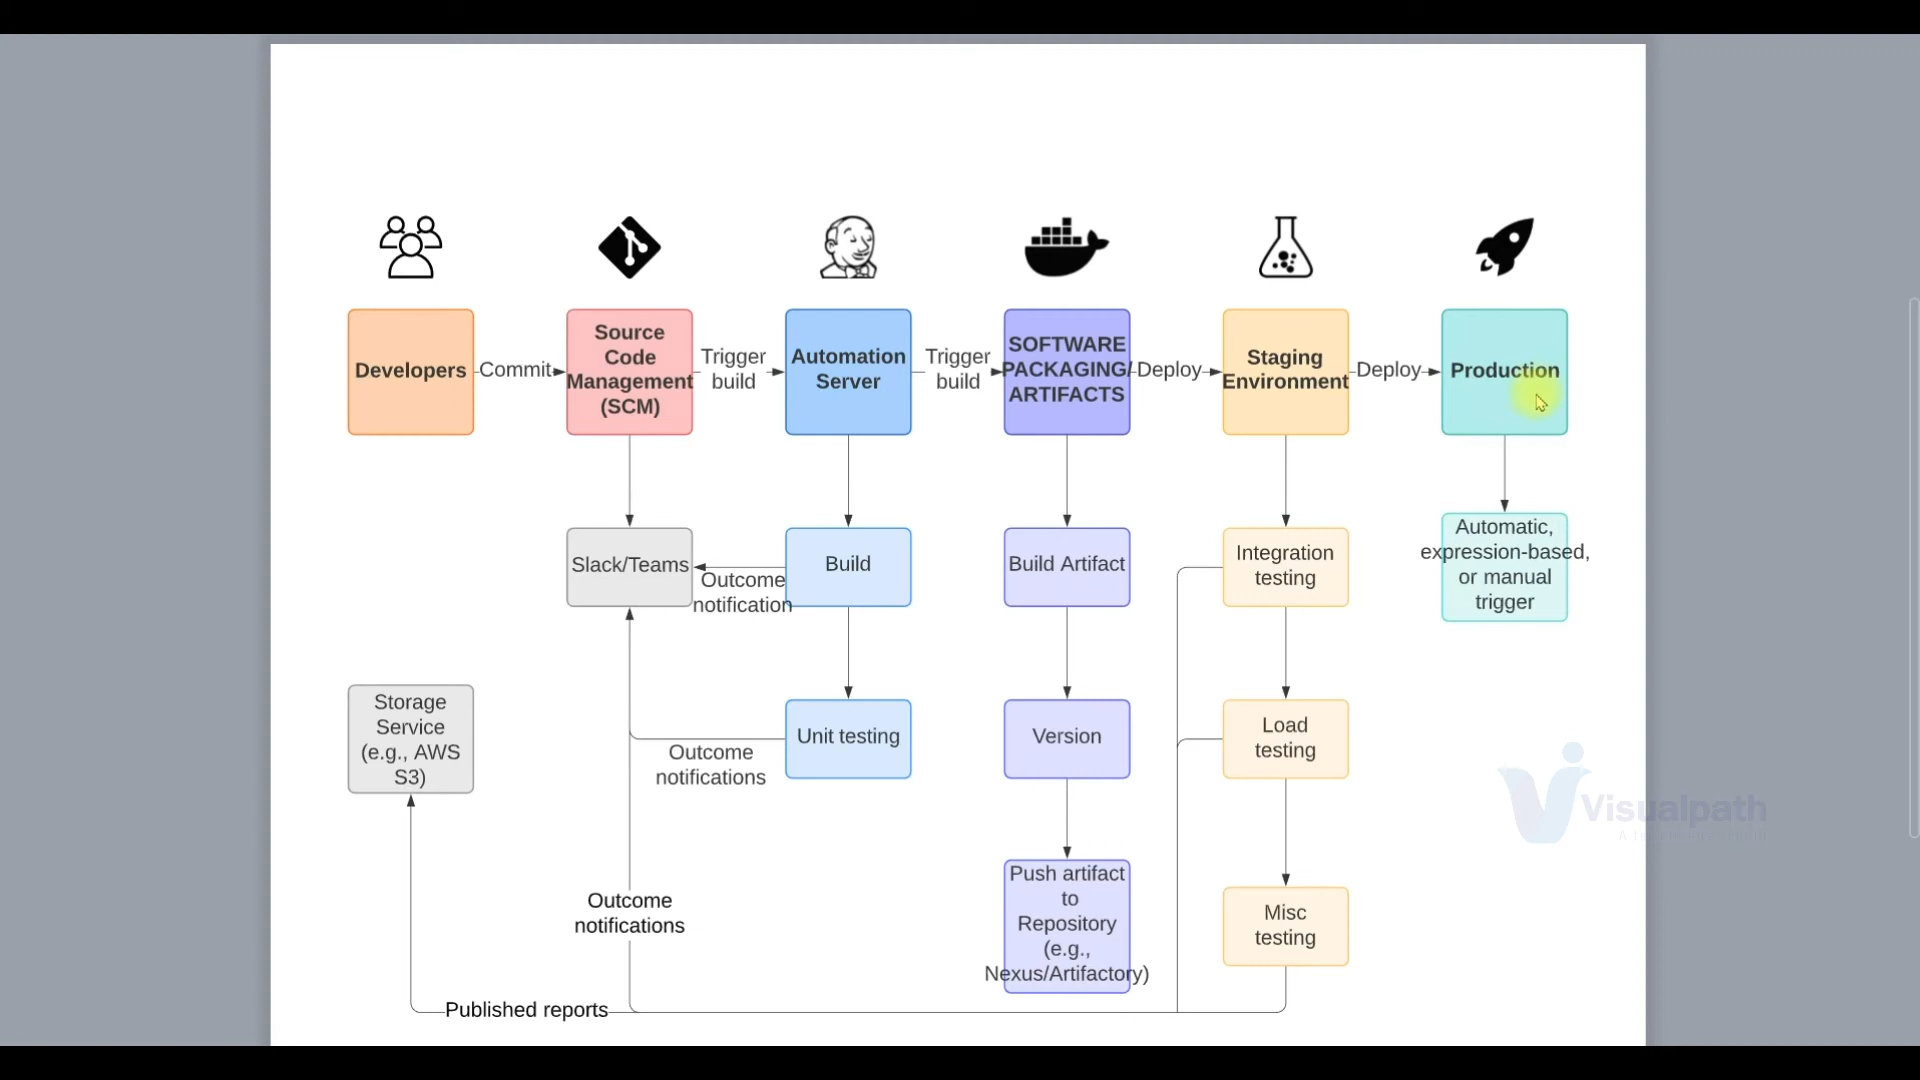 Developers
Commit
Source
Code
Management
(SCM)
Trigger
build
Automation
Server
Trigger
build
SOFTWARE
PACKAGING/
ARTIFACTS
Deploy
Staging
Environment
Deploy
Production
Slack/Teams
Outcome
notification
Build
Build Artifact
Integration
testing
Automatic,
expression-based,
or manual
trigger
Storage
Service
(e.g., AWS
S3)
Outcome
notifications
Unit testing
Version
Load
testing
Visualpath
Outcome
notifications
Push artifact
to
Repository
(e.g.,
Nexus/Artifactory)
Misc
testing
Published reports